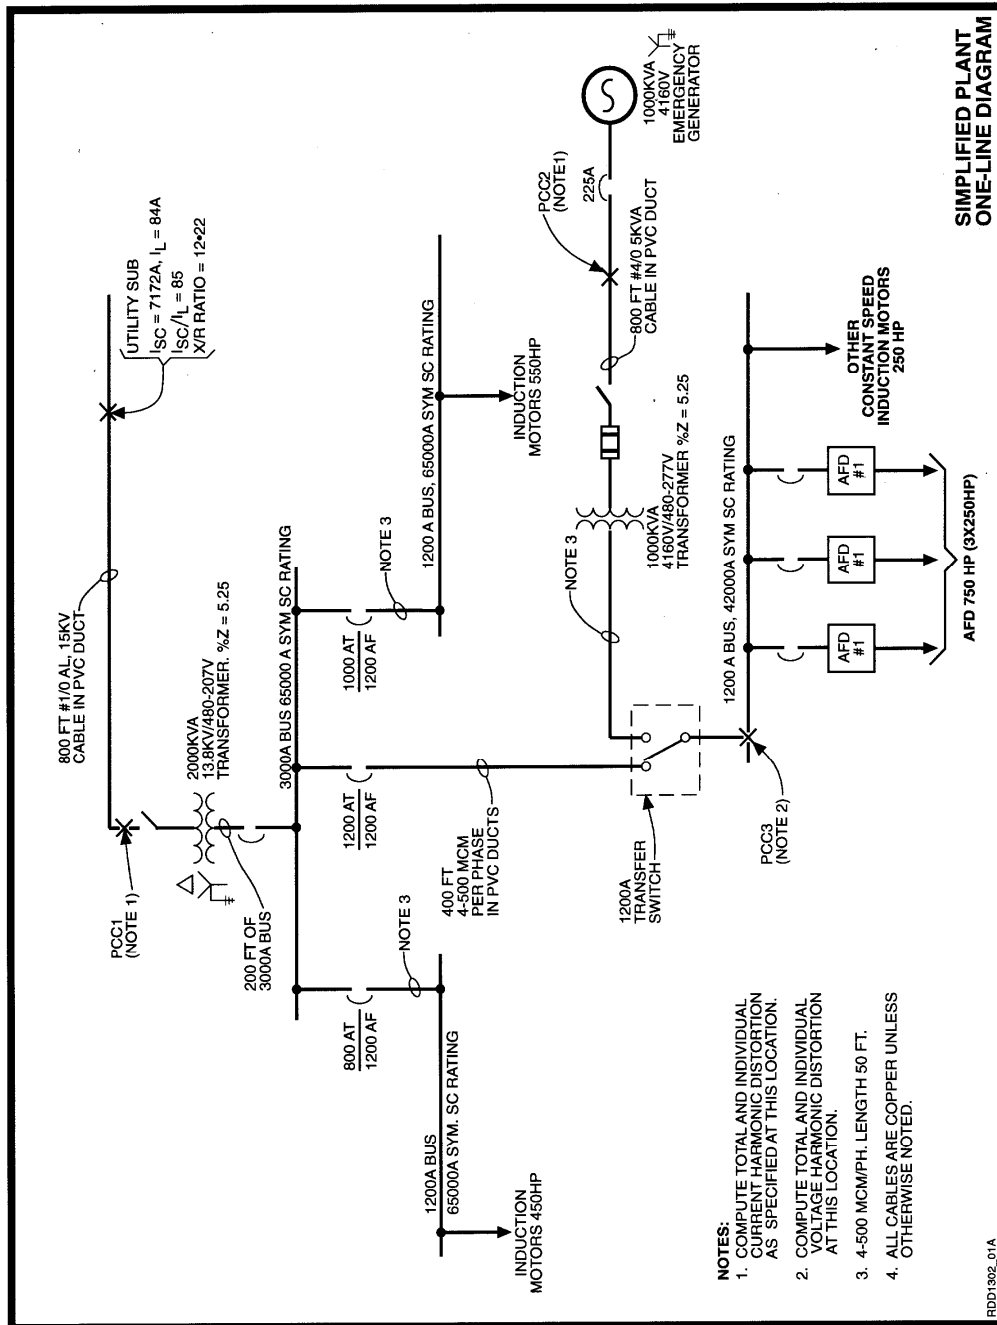 UTILITY SUB
ISC = 7172A, IL = 84A
ISC/IL = 85
X/R RATIO = 12•22
800 FT #1/0 AL, 15KV
CABLE IN PVC DUCT
PCC1
(NOTE 1)
2000KVA
13.8KV/480-207V
TRANSFORMER. %Z = 5.25
200 FT OF
3000A BUS
3000A BUS 65000 A SYM SC RATING
800 AT
1200 AF
NOTE 3
1200A BUS
65000A SYM. SC RATING
INDUCTION
MOTORS 450HP
1200 AT
1200 AF
400 FT
4-500 MCM
PER PHASE
IN PVC DUCTS
1000 AT
1200 AF
NOTE 3
1200 A BUS, 65000A SYM SC RATING
INDUCTION
MOTORS 550HP
1200A
TRANSFER
SWITCH
NOTE 3
1000KVA
4160V/480-277V
TRANSFORMER %Z = 5.25
800 FT #4/0 5KVA
CABLE IN PVC DUCT
PCC2
(NOTE1)
225A
1000KVA
4160V
EMERGENCY
GENERATOR
PCC3
(NOTE 2)
1200 A BUS, 42000A SYM SC RATING
AFD
#1
AFD
#1
AFD
#1
AFD 750 HP (3X250HP)
OTHER
CONSTANT SPEED
INDUCTION MOTORS
250 HP
NOTES:
1. COMPUTE TOTAL AND INDIVIDUAL
CURRENT HARMONIC DISTORTION
AS SPECIFIED AT THIS LOCATION.
2. COMPUTE TOTAL AND INDIVIDUAL
VOLTAGE HARMONIC DISTORTION
AT THIS LOCATION.
3. 4-500 MCM/PH. LENGTH 50 FT.
4. ALL CABLES ARE COPPER UNLESS
OTHERWISE NOTED.
SIMPLIFIED PLANT
ONE-LINE DIAGRAM
RDD1302_01A